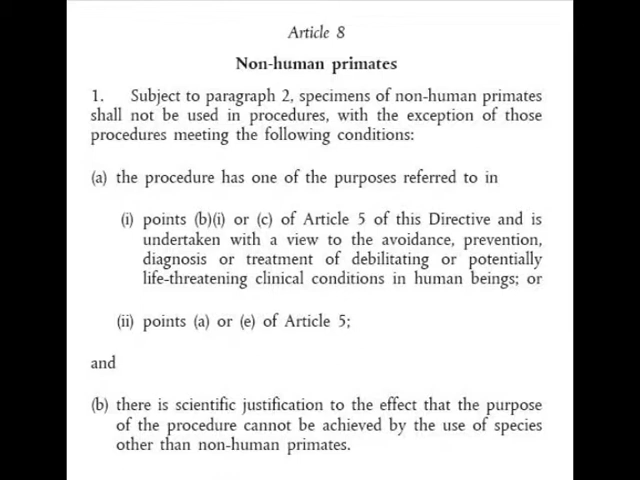 Article 8
Non-human primates
1. Subject to paragraph 2, specimens of non-human primates
shall not be used in procedures, with the exception of those
procedures meeting the following conditions:
(a) the procedure has one of the purposes referred to in
(i) points (b)(i) or (c) of Article 5 of this Directive and is
undertaken with a view to the avoidance, prevention,
diagnosis or treatment of debilitating or potentially
life-threatening clinical conditions in human beings; or
(ii) points (a) or (e) of Article 5;
and
(b) there is scientific justification to the effect that the purpose
of the procedure cannot be achieved by the use of species
other than non-human primates.